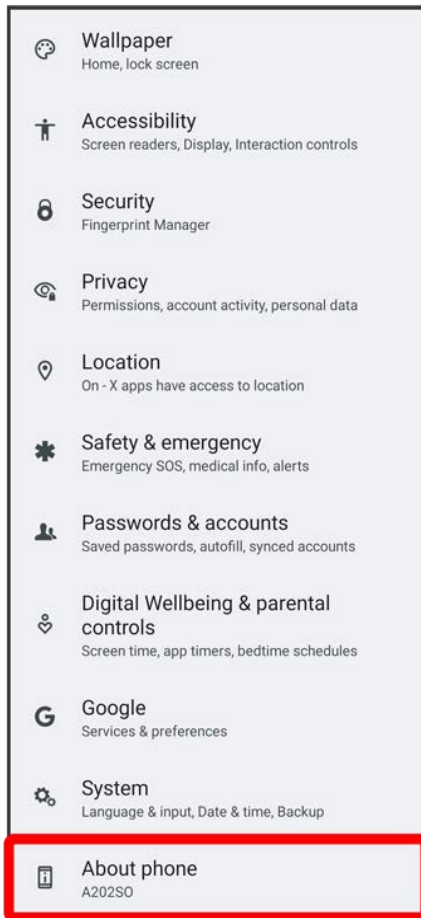 Wallpaper
Home, lock screen
Accessibility
Screen readers, Display, Interaction controls
Security
Fingerprint Manager
Privacy
Permissions, account activity, personal data
Location
On - X apps have access to location
Safety & emergency
Emergency SOS, medical info, alerts
Passwords & accounts
Saved passwords, autofill, synced accounts
Digital Wellbeing & parental
controls
Screen time, app timers, bedtime schedules
Google
Services & preferences
System
Language & input, Date & time, Backup
About phone
A202SO